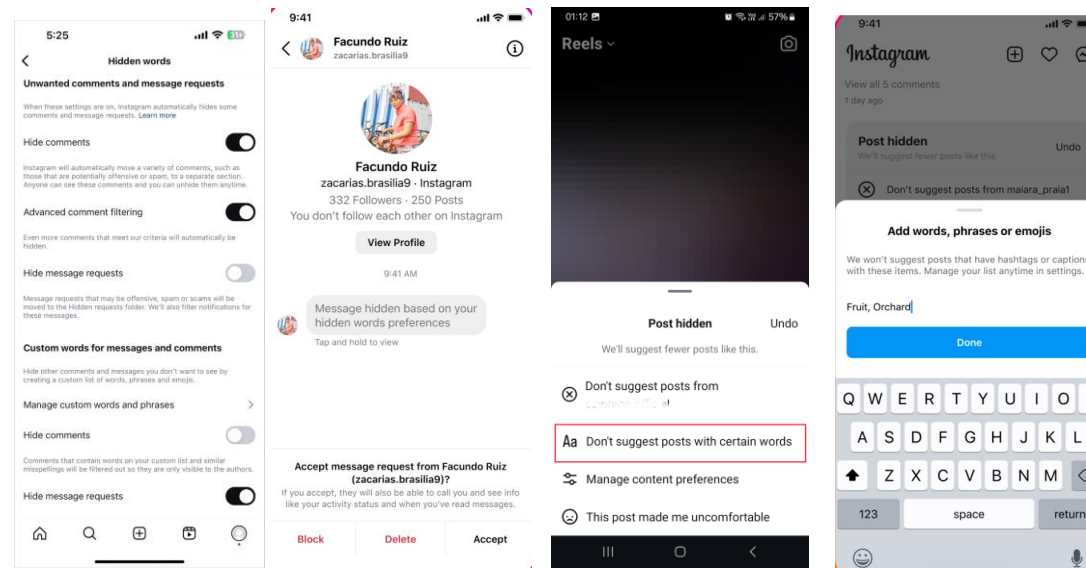 5:25
Hidden words
Unwanted comments and message requests
When these settings are on, Instagram automatically hides some
comments and message requests. Learn more
Hide comments
Instagram will automatically move a variety of comments, such as
those that are potentially offensive or spam, to a separate section.
Anyone can see these comments and you can unhide them anytime.
Advanced comment filtering
Even more comments that meet our criteria will automatically be
hidden.
Hide message requests
Message requests that may be offensive, spam or scams will be
moved to the Hidden requests folder. We'll also filter notifications for
these messages.
Custom words for messages and comments
Hide other comments and messages you don't want to see by
creating a custom list of words, phrases and emojis.
Manage custom words and phrases
Hide comments
Comments that contain words on your custom list and similar
misspellings will be filtered out so they are only visible to the authors.
Hide message requests
9:41
Facundo Ruiz
zacarias.brasilia9
Facundo Ruiz
zacarias.brasilia9 · Instagram
332 Followers · 250 Posts
You don't follow each other on Instagram
View Profile
9:41 AM
Message hidden based on your
hidden words preferences
Tap and hold to view
Accept message request from Facundo Ruiz
(zacarias.brasilia9)?
If you accept, they will also be able to call you and see info
like your activity status and when you've read messages.
Block Delete Accept
01:12 57%
Reels
Post hidden Undo
We'll suggest fewer posts like this.
Don't suggest posts from
Aa Don't suggest posts with certain words
Manage content preferences
This post made me uncomfortable
9:41
Instagram
View all 5 comments
1 day ago
Post hidden Undo
We'll suggest fewer posts like this.
Don't suggest posts from maiara_praia1
Add words, phrases or emojis
We won't suggest posts that have hashtags or captions
with these items. Manage your list anytime in settings.
Fruit, Orchard
Done
Q W E R T Y U I O
A S D F G H J K L
Z X C V B N M
123 space return